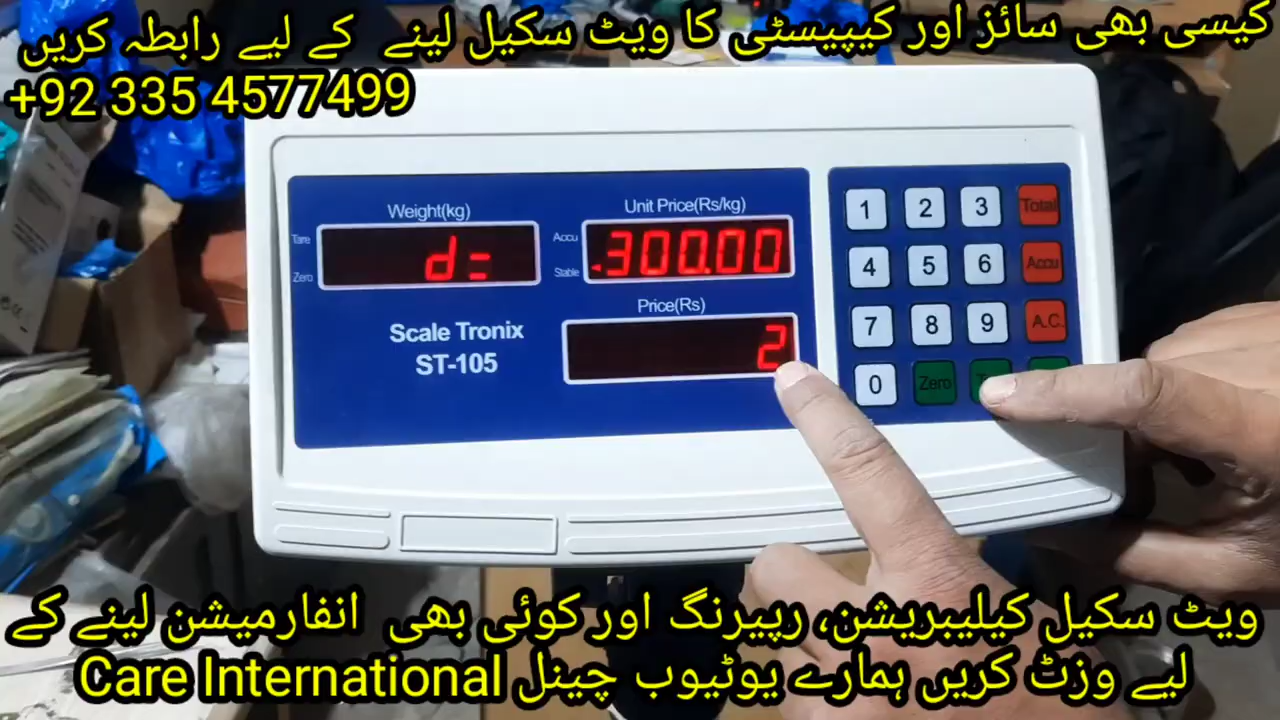 کیسی بھی سائز اور کیپیسٹی کا ویٹ سکیل لینے کے لیے رابطہ کریں
+92 335 4577499
Weight(kg)
Unit Price(Rs/kg)
Tare
Zero
d=
Accu
Stable
300.00
Price(Rs)
2
Scale Tronix
ST-105
1 2 3 Total
4 5 6 Accu
7 8 9 A.C.
0 Zero
ویٹ سکیل کیلیبریشن، رپیرنگ اور کوئی بھی انفارمیشن لینے کے
لیے وزٹ کریں ہمارے یوٹیوب چینل Care International